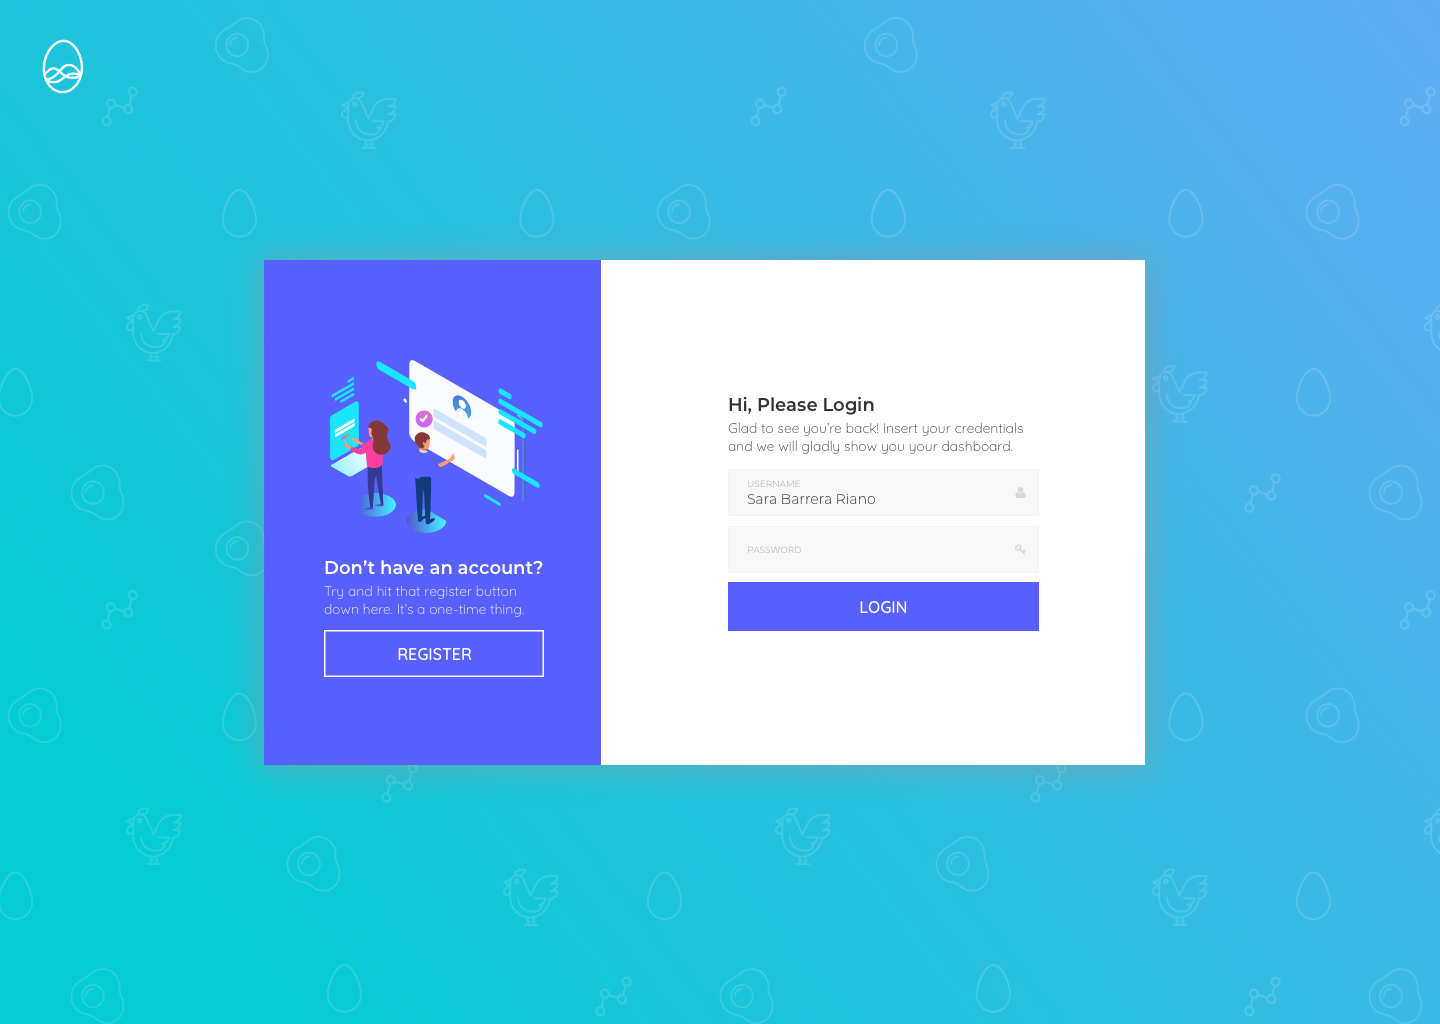 Don’t have an account?
Try and hit that register button
down here. It’s a one-time thing.
REGISTER
Hi, Please Login
Glad to see you’re back! Insert your credentials
and we will gladly show you your dashboard.
USERNAME
Sara Barrera Riano
PASSWORD
LOGIN